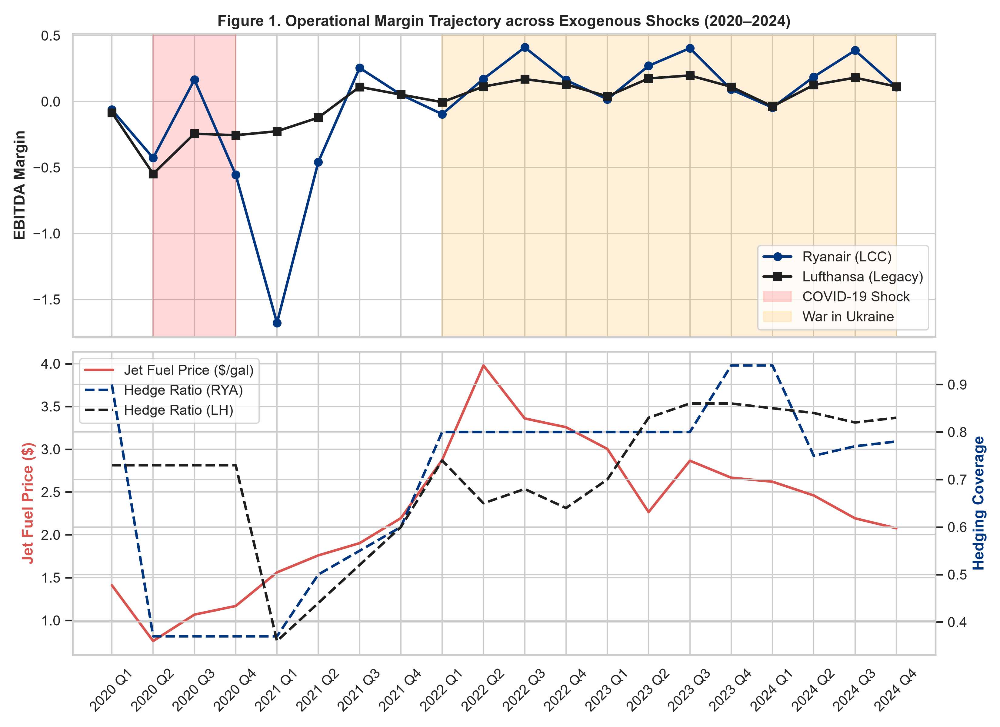 Figure 1. Operational Margin Trajectory across Exogenous Shocks (2020–2024)
EBITDA Margin
0.5
0.0
−0.5
−1.0
−1.5
Ryanair (LCC)
Lufthansa (Legacy)
COVID-19 Shock
War in Ukraine
Jet Fuel Price ($)
4.0
3.5
3.0
2.5
2.0
1.5
1.0
Jet Fuel Price ($/gal)
Hedge Ratio (RYA)
Hedge Ratio (LH)
0.9
0.8
0.7
0.6
0.5
0.4
Hedging Coverage
2020 Q1
2020 Q2
2020 Q3
2020 Q4
2021 Q1
2021 Q2
2021 Q3
2021 Q4
2022 Q1
2022 Q2
2022 Q3
2022 Q4
2023 Q1
2023 Q2
2023 Q3
2023 Q4
2024 Q1
2024 Q2
2024 Q3
2024 Q4